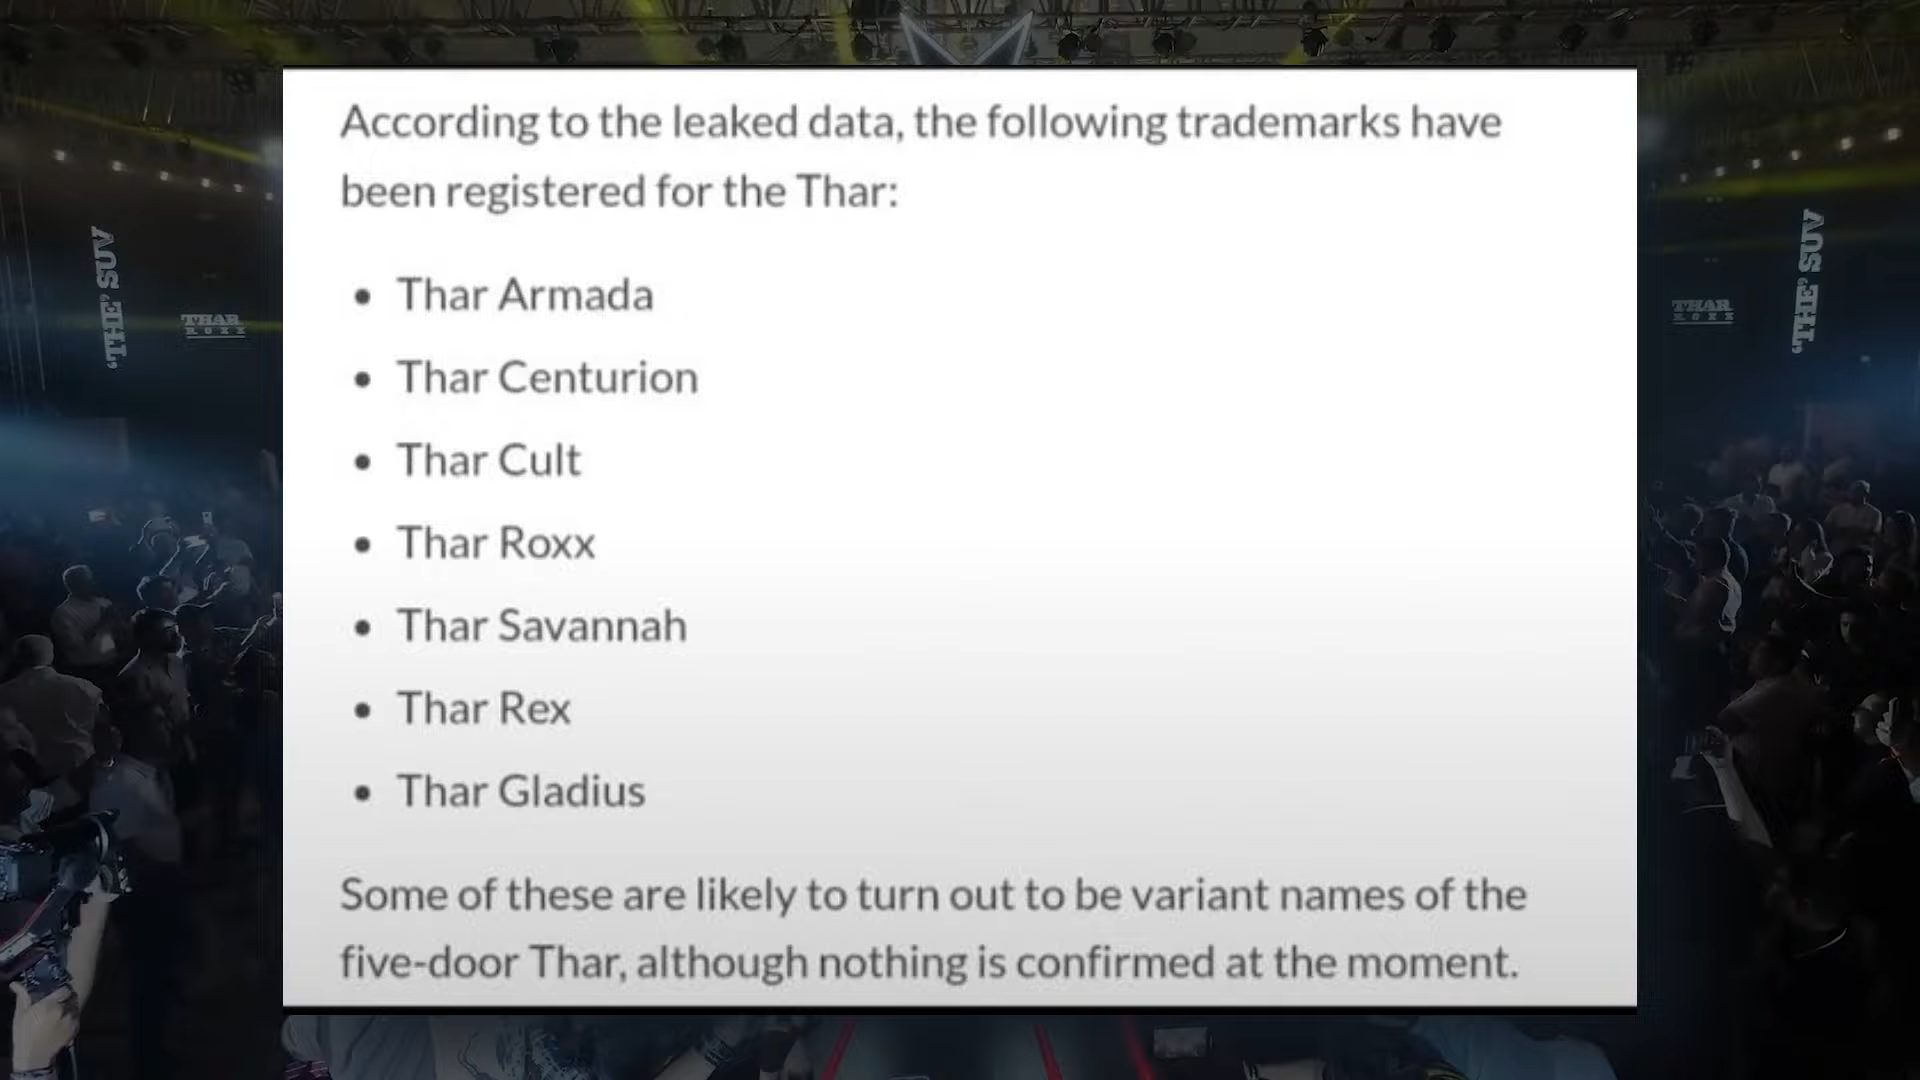 According to the leaked data, the following trademarks have
been registered for the Thar:
• Thar Armada
• Thar Centurion
• Thar Cult
• Thar Roxx
• Thar Savannah
• Thar Rex
• Thar Gladius
Some of these are likely to turn out to be variant names of the
five-door Thar, although nothing is confirmed at the moment.
'THE' SUV
THAR
ROXX
THAR
ROXX
'THE' SUV